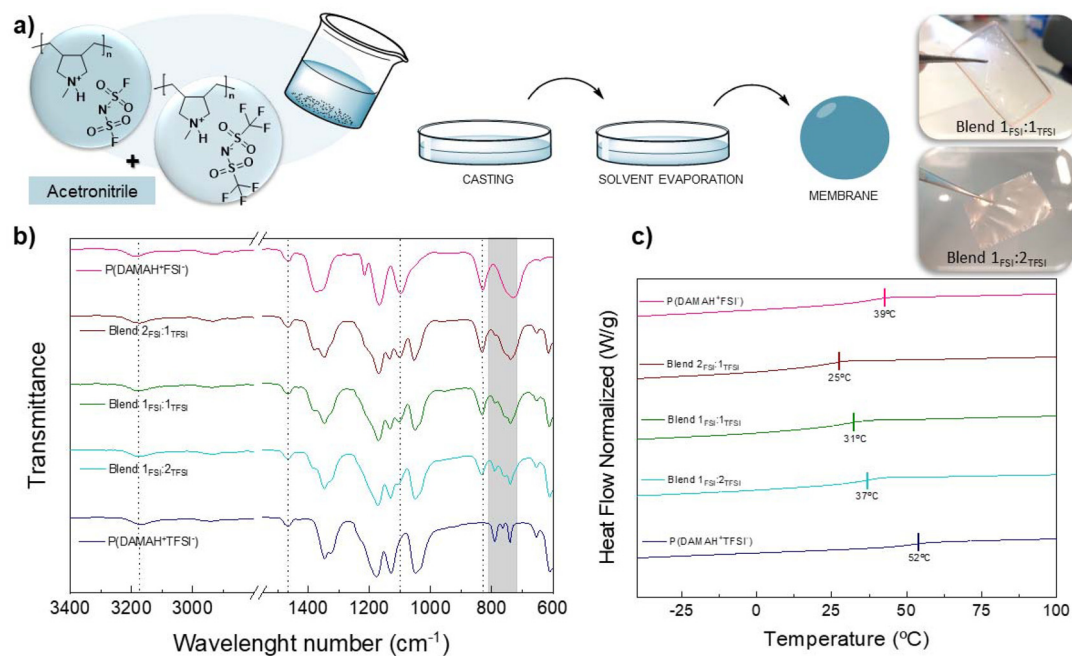 a)
[ ]n
N+
H
F
O
S
O
N-
O
S
O
F
[ ]n
N+
H
F
F
F
O
S
O
N-
O
S
O
F
F
F
+
Acetronitrile
CASTING
SOLVENT EVAPORATION
MEMBRANE
Blend 1FSI:1TFSI
Blend 1FSI:2TFSI
b)
Transmittance
P(DAMAH+FSI-)
Blend 2FSI:1TFSI
Blend 1FSI:1TFSI
Blend 1FSI:2TFSI
P(DAMAH+TFSI-)
3400 3200 3000 1400 1200 1000 800 600
Wavelenght number (cm-1)
c)
Heat Flow Normalized (W/g)
P(DAMAH+FSI-)
39ºC
Blend 2FSI:1TFSI
25ºC
Blend 1FSI:1TFSI
31ºC
Blend 1FSI:2TFSI
37ºC
P(DAMAH+TFSI-)
52ºC
-25 0 25 50 75 100
Temperature (ºC)